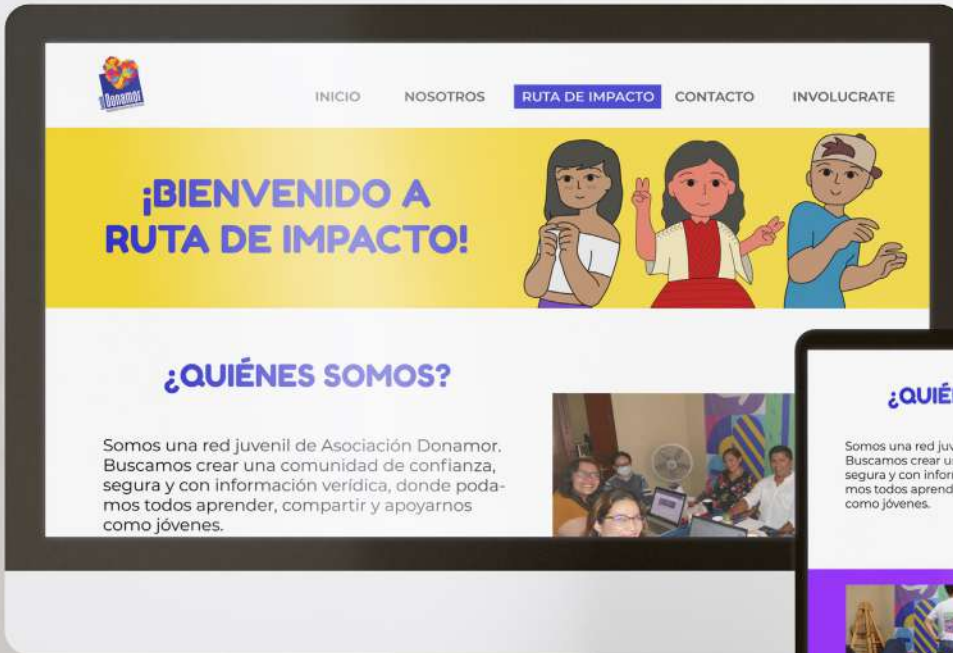 Donamor
INICIO NOSOTROS RUTA DE IMPACTO CONTACTO INVOLUCRATE
¡BIENVENIDO A
RUTA DE IMPACTO!
¿QUIÉNES SOMOS?
Somos una red juvenil de Asociación Donamor.
Buscamos crear una comunidad de confianza,
segura y con información verídica, donde poda-
mos todos aprender, compartir y apoyarnos
como jóvenes.
¿QUIÉ
Somos una red juv
Buscamos crear u
segura y con infor
mos todos aprend
como jóvenes.